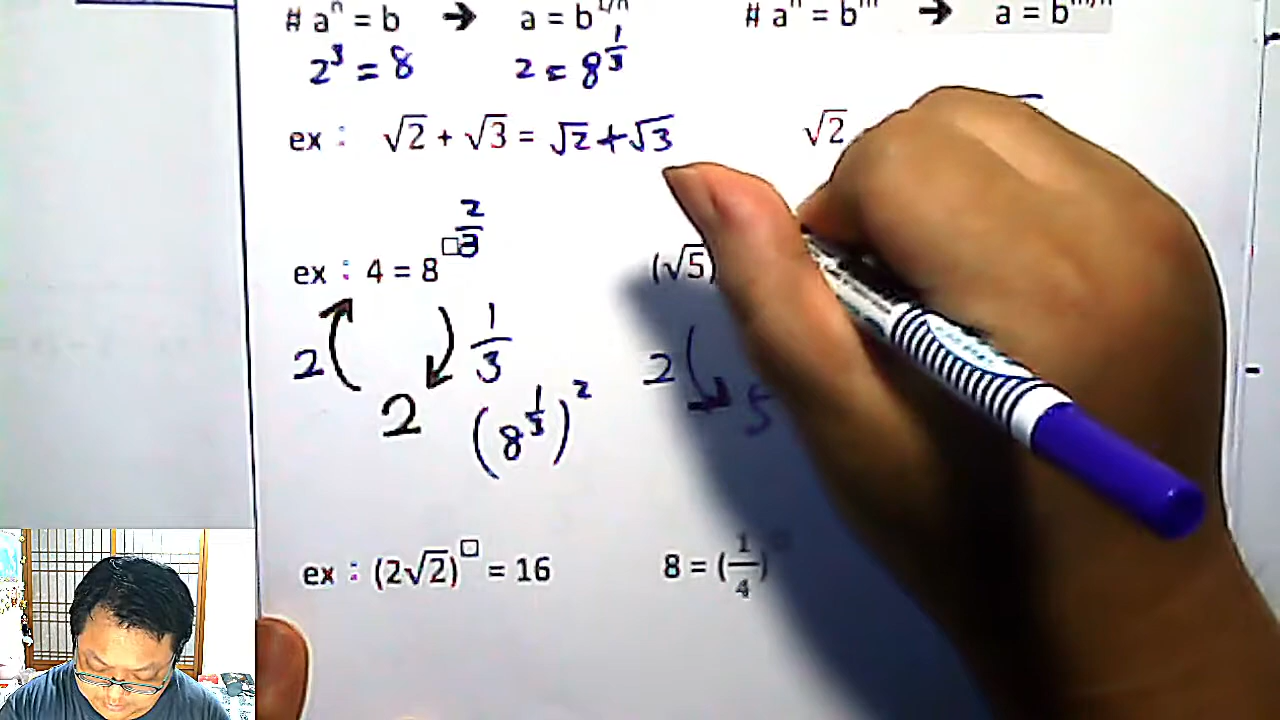 # aⁿ = b → a = b^1/n # aⁿ = b^m → a = b^m/n
2³ = 8 2 = 8^1/3
ex : √2 + √3 = √2 + √3 √2
ex : 4 = 8^□ 2/3 (√5)
2 1/3 2
2 (8^1/3)² 5
ex : (2√2)^□ = 16 8 = (1/4)^□